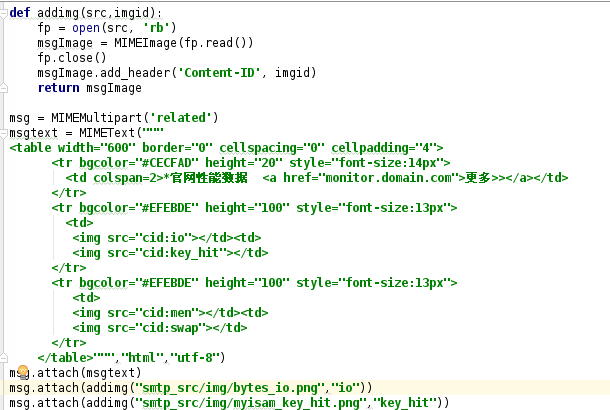 def addimg(src,imgid):
    fp = open(src, 'rb')
    msgImage = MIMEImage(fp.read())
    fp.close()
    msgImage.add_header('Content-ID', imgid)
    return msgImage

msg = MIMEMultipart('related')
msgtext = MIMEText("""
<table width="600" border="0" cellspacing="0" cellpadding="4">
      <tr bgcolor="#CECFAD" height="20" style="font-size:14px">
        <td colspan=2>*官网性能数据  <a href="monitor.domain.com">更多>></a></td>
      </tr>
      <tr bgcolor="#EFEBDE" height="100" style="font-size:13px">
        <td>
         <img src="cid:io"></td><td>
         <img src="cid:key_hit"></td>
      </tr>
      <tr bgcolor="#EFEBDE" height="100" style="font-size:13px">
         <td>
         <img src="cid:men"></td><td>
         <img src="cid:swap"></td>
      </tr>
    </table>""","html","utf-8")
msg.attach(msgtext)
msg.attach(addimg("smtp_src/img/bytes_io.png","io"))
msg.attach(addimg("smtp_src/img/myisam_key_hit.png","key_hit"))